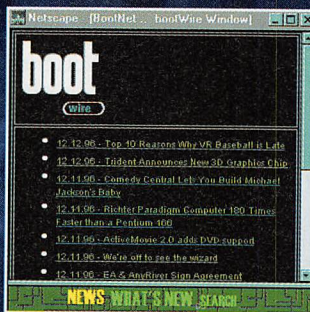 Netscape - [BootNet ... bootWire Window]
boot
wire
12.12.96 - Top 10 Reasons Why VR Baseball is Late
12.12.96 - Trident Announces New 3D Graphics Chip
12.11.96 - Comedy Central Lets You Build Michael
Jackson's Baby
12.11.96 - Richter Paradigm Computer 180 Times
Faster than a Pentium 166
12.11.96 - ActiveMovie 2.0 adds DVD support
12.11.96 - We're off to see the wizard
12.11.96 - EA & AnyRiver Sign Agreement
NEWS WHAT'S NEW SEARCH